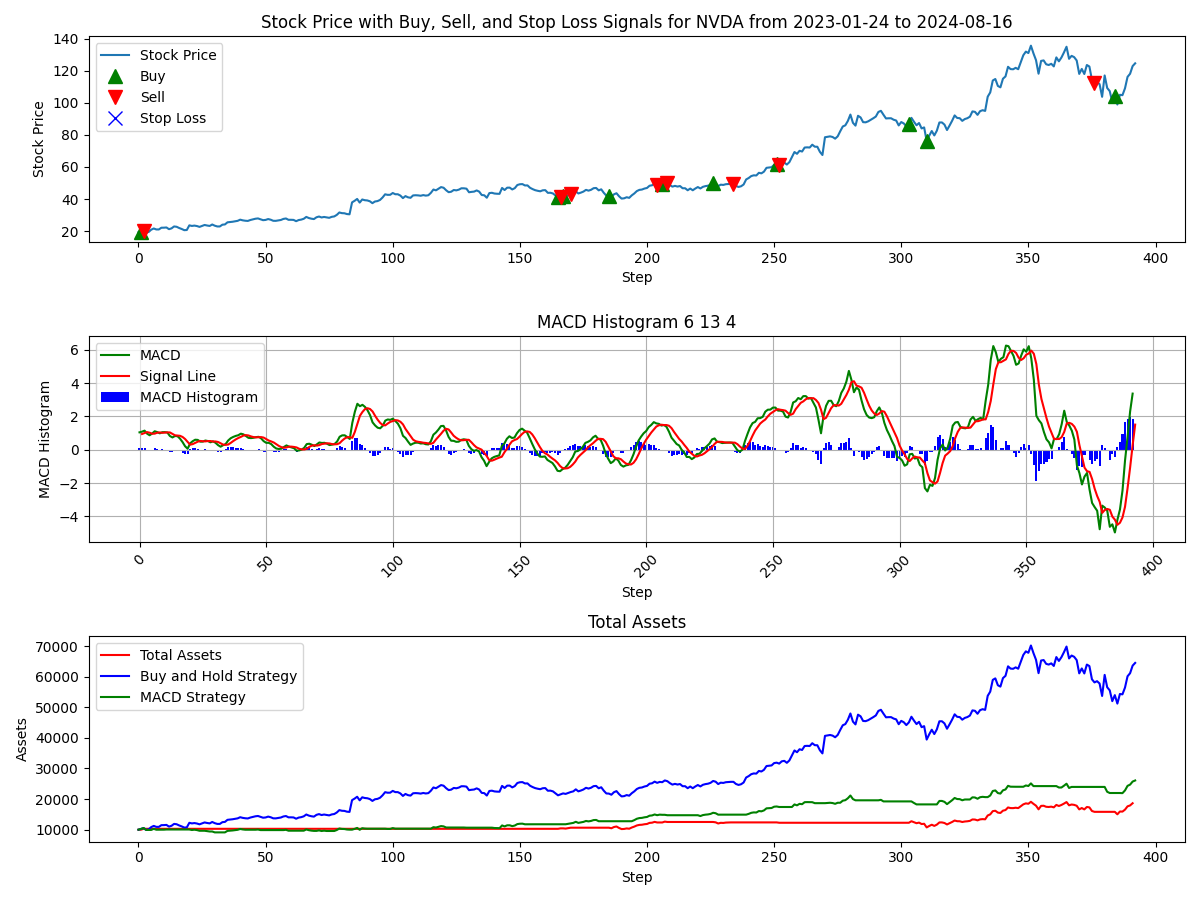 Stock Price with Buy, Sell, and Stop Loss Signals for NVDA from 2023-01-24 to 2024-08-16
140
120
100
80
60
40
20
Stock Price
Stock Price
Buy
Sell
Stop Loss
0 50 100 150 200 250 300 350 400
Step
MACD Histogram 6 13 4
6
4
2
0
−2
−4
MACD Histogram
MACD
Signal Line
MACD Histogram
0 50 100 150 200 250 300 350 400
Step
Total Assets
70000
60000
50000
40000
30000
20000
10000
Assets
Total Assets
Buy and Hold Strategy
MACD Strategy
0 50 100 150 200 250 300 350 400
Step